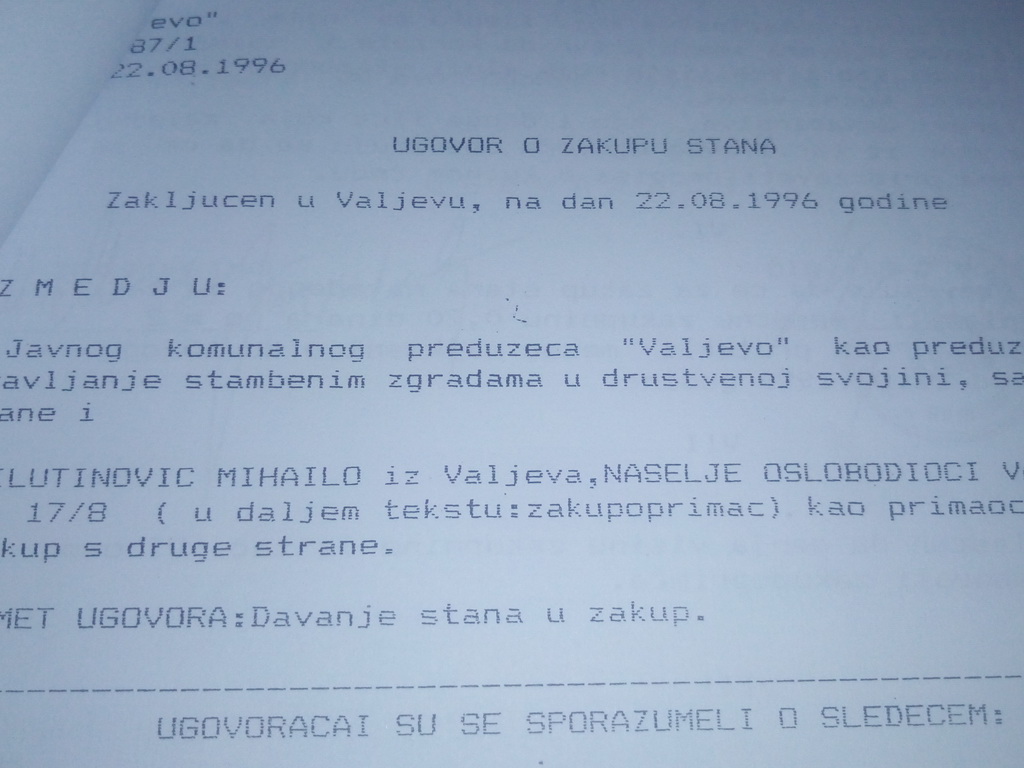 evo"
87/1
22.08.1996
UGOVOR O ZAKUPU STANA
Zakljucen u Valjevu, na dan 22.08.1996 godine
Z M E D J U:
Javnog komunalnog preduzeca "Valjevo" kao preduz
avljanje stambenim zgradama u drustvenoj svojini, sa
ane i
ILUTINOVIC MIHAILO iz Valjeva,NASELJE OSLOBODIOCI V
17/8 ( u daljem tekstu:zakupoprimac) kao primaoc
kup s druge strane.
MET UGOVORA:Davanje stana u zakup.
UGOVORACAI SU SE SPORAZUMELI O SLEDECEM: